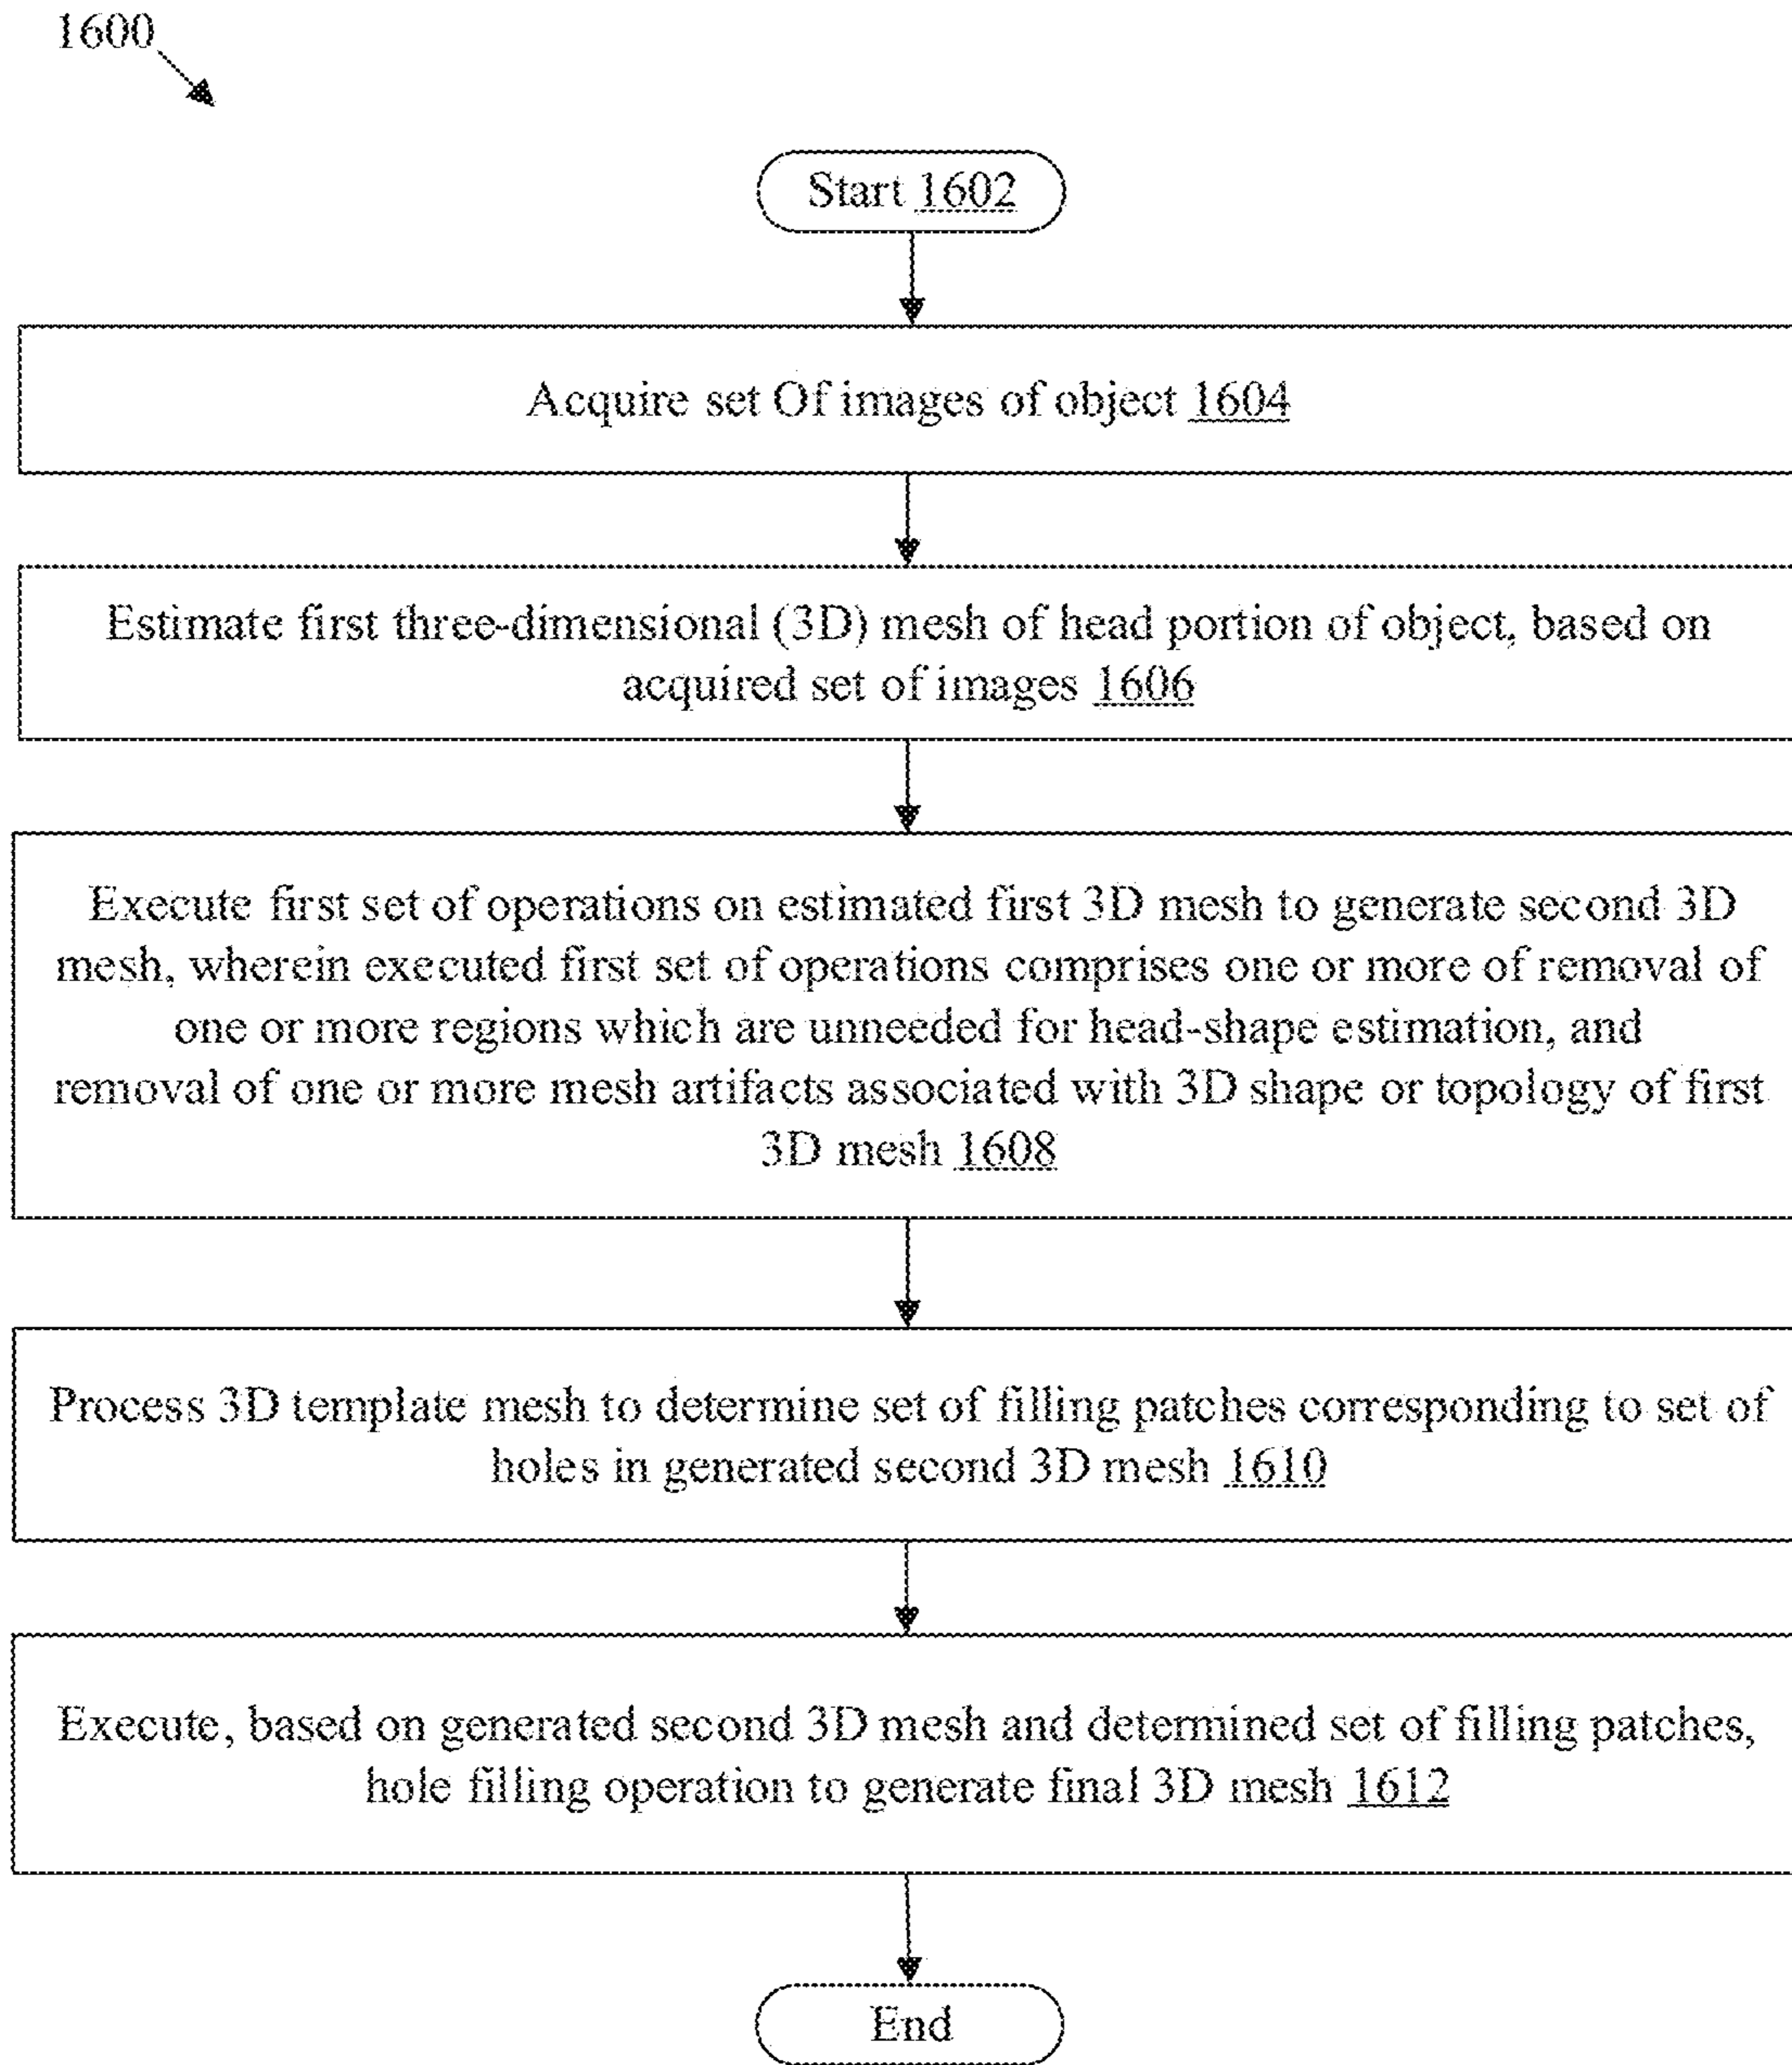 1600
Start 1602
Acquire set Of images of object 1604
Estimate first three-dimensional (3D) mesh of head portion of object, based on
acquired set of images 1606
Execute first set of operations on estimated first 3D mesh to generate second 3D
mesh, wherein executed first set of operations comprises one or more of removal of
one or more regions which are unneeded for head-shape estimation, and
removal of one or more mesh artifacts associated with 3D shape or topology of first
3D mesh 1608
Process 3D template mesh to determine set of filling patches corresponding to set of
holes in generated second 3D mesh 1610
Execute, based on generated second 3D mesh and determined set of filling patches,
hole filling operation to generate final 3D mesh 1612
End